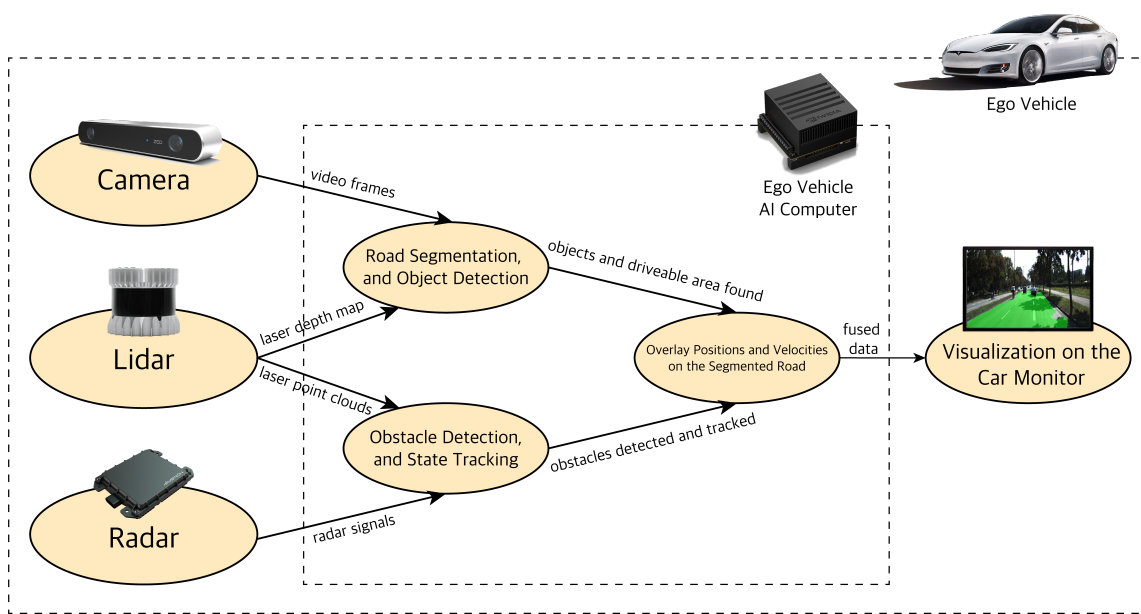 Ego Vehicle
Ego Vehicle
AI Computer
ZED
Camera
video frames
Road Segmentation,
and Object Detection
objects and driveable area found
Lidar
laser depth map
laser point clouds
Overlay Positions and Velocities
on the Segmented Road
fused
data
Visualization on the
Car Monitor
Obstacle Detection,
and State Tracking
obstacles detected and tracked
Radar
radar signals